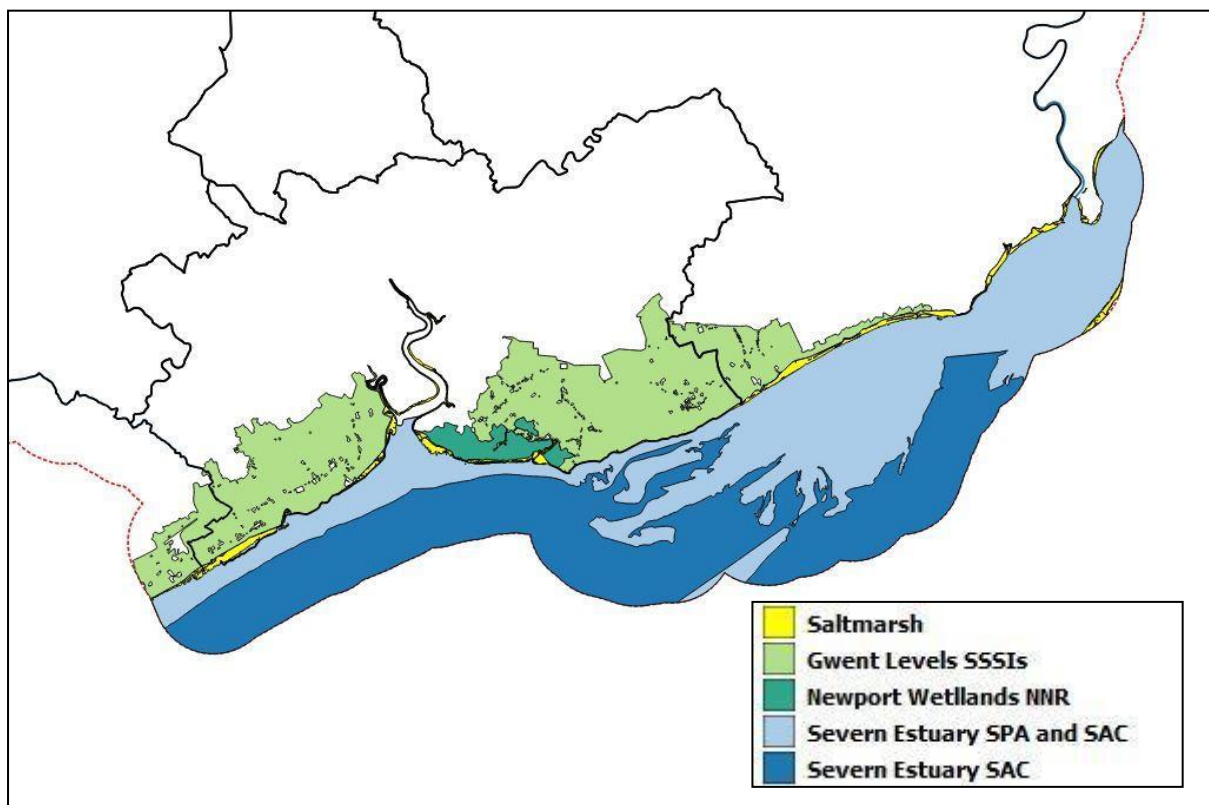 Saltmarsh
Gwent Levels SSSIs
Newport Wetllands NNR
Severn Estuary SPA and SAC
Severn Estuary SAC